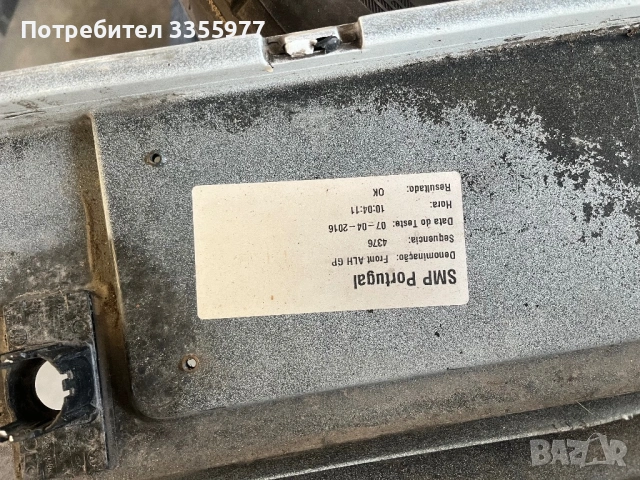 Потребител 3355977
SMP Portugal
Denominação: Front ALH GP
Sequencia: 4376
Data do Teste: 07-04-2016
Hora: 10:04:11
Resultado: OK
BAZAR